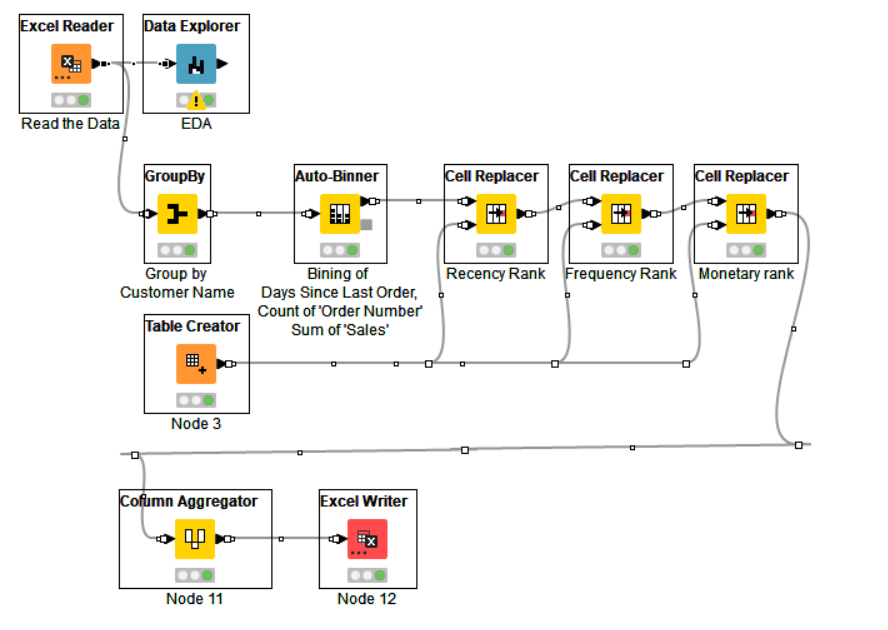 Excel Reader
Data Explorer
Read the Data
EDA
GroupBy
Auto-Binner
Cell Replacer
Cell Replacer
Cell Replacer
Group by
Customer Name
Bining of
Days Since Last Order,
Count of 'Order Number'
Sum of 'Sales'
Recency Rank
Frequency Rank
Monetary rank
Table Creator
Node 3
Column Aggregator
Excel Writer
Node 11
Node 12